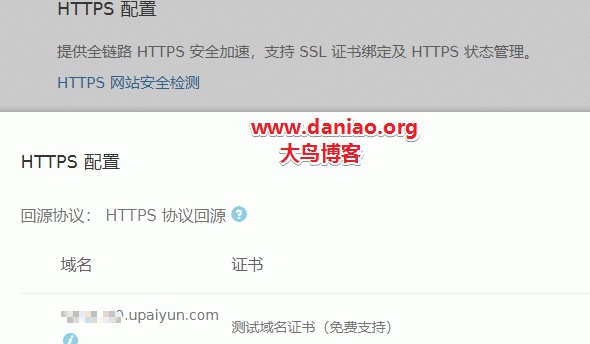 HTTPS 配置
提供全链路 HTTPS 安全加速，支持 SSL 证书绑定及 HTTPS 状态管理。
HTTPS 网站安全检测
www.daniao.org
大鸟博客
HTTPS 配置
回源协议： HTTPS 协议回源 ?
域名 证书
.upaiyun.com 测试域名证书（免费支持）
i